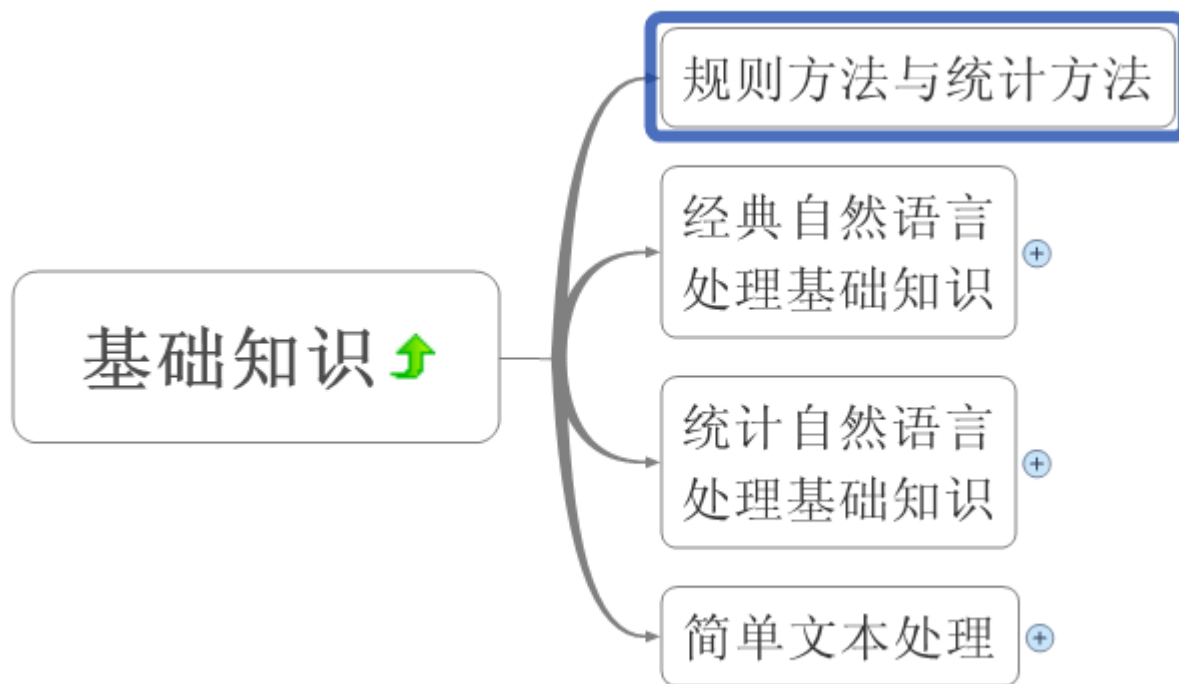 规则方法与统计方法
经典自然语言
处理基础知识
基础知识
统计自然语言
处理基础知识
简单文本处理